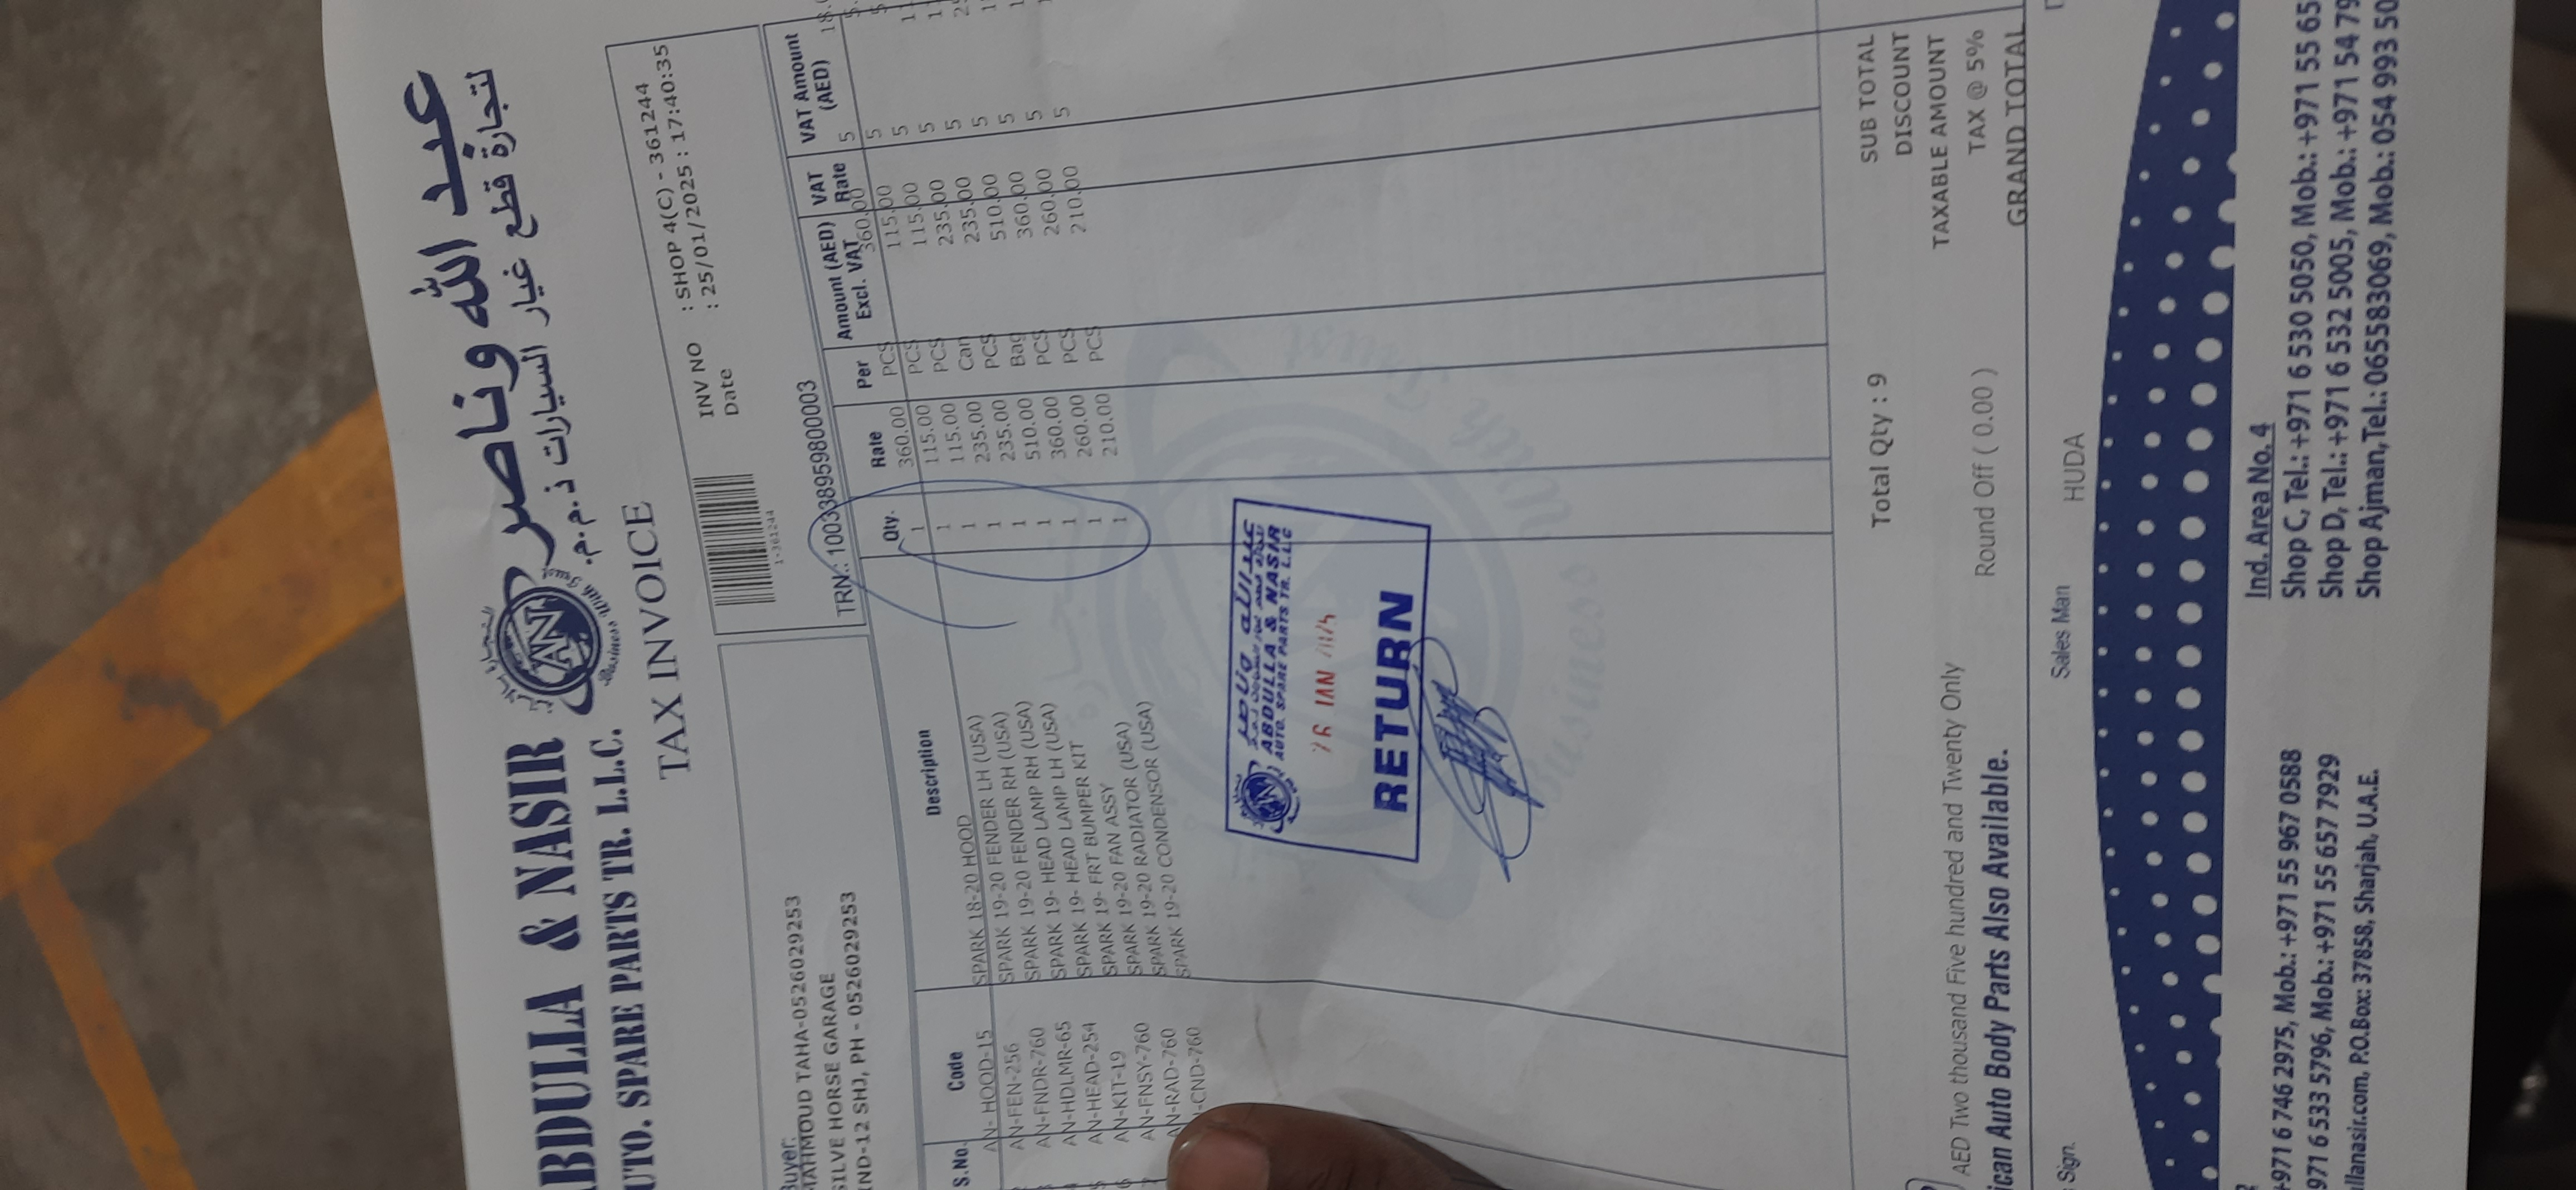 عبد الله وناصر
لتجارة قطع غيار السيارات ذ.م.م.
ABDULLA & NASIR
AUTO. SPARE PARTS TR. L.L.C.
AN
Business With
TAX INVOICE
1-361244
INV NO : SHOP 4(C) - 361244
Date : 25/01/2025 : 17:40:35
Buyer:
MAHMOUD TAHA-0526029253
SILVE HORSE GARAGE
IND-12 SHJ, PH - 0526029253
TRN.: 100338959800003
S.No. Code Description Qty. Rate Per Amount (AED) Excl. VAT VAT Rate VAT Amount (AED)
AN- HOOD-15 SPARK 18-20 HOOD 1 360.00 PCS 360.00 5
AN-FEN-256 SPARK 19-20 FENDER LH (USA) 1 115.00 PCS 115.00 5
AN-FNDR-760 SPARK 19-20 FENDER RH (USA) 1 115.00 PCS 115.00 5
AN-HDLMR-65 SPARK 19- HEAD LAMP RH (USA) 1 235.00 Can 235.00 5
AN-HEAD-254 SPARK 19- HEAD LAMP LH (USA) 1 235.00 PCS 235.00 5
AN-KIT-19 SPARK 19- FRT BUMPER KIT 1 510.00 Bag 510.00 5
AN-FNSY-760 SPARK 19-20 FAN ASSY 1 360.00 PCS 360.00 5
AN-RAD-760 SPARK 19-20 RADIATOR (USA) 1 260.00 PCS 260.00 5
-CND-760 SPARK 19-20 CONDENSOR (USA) 1 210.00 PCS 210.00 5
ABDULLA & NASIR
AUTO. SPARE PARTS TR. L.L.C
26 JAN
RETURN
Total Qty : 9 SUB TOTAL
DISCOUNT
AED Two thousand Five hundred and Twenty Only TAXABLE AMOUNT
Round Off ( 0.00 ) TAX @ 5%
ican Auto Body Parts Also Available. GRAND TOTAL
Sign. Sales Man HUDA
Ind. Area No. 4
+971 6 746 2975, Mob.: +971 55 967 0588 Shop C, Tel.: +971 6 530 5050, Mob.: +971 55 65
971 6 533 5796, Mob.: +971 55 657 7929 Shop D, Tel.: +971 6 532 5005, Mob.: +971 54 79
llanasir.com, P.O.Box: 37858, Sharjah, U.A.E. Shop Ajman, Tel.: 065583069, Mob.: 054 993 50